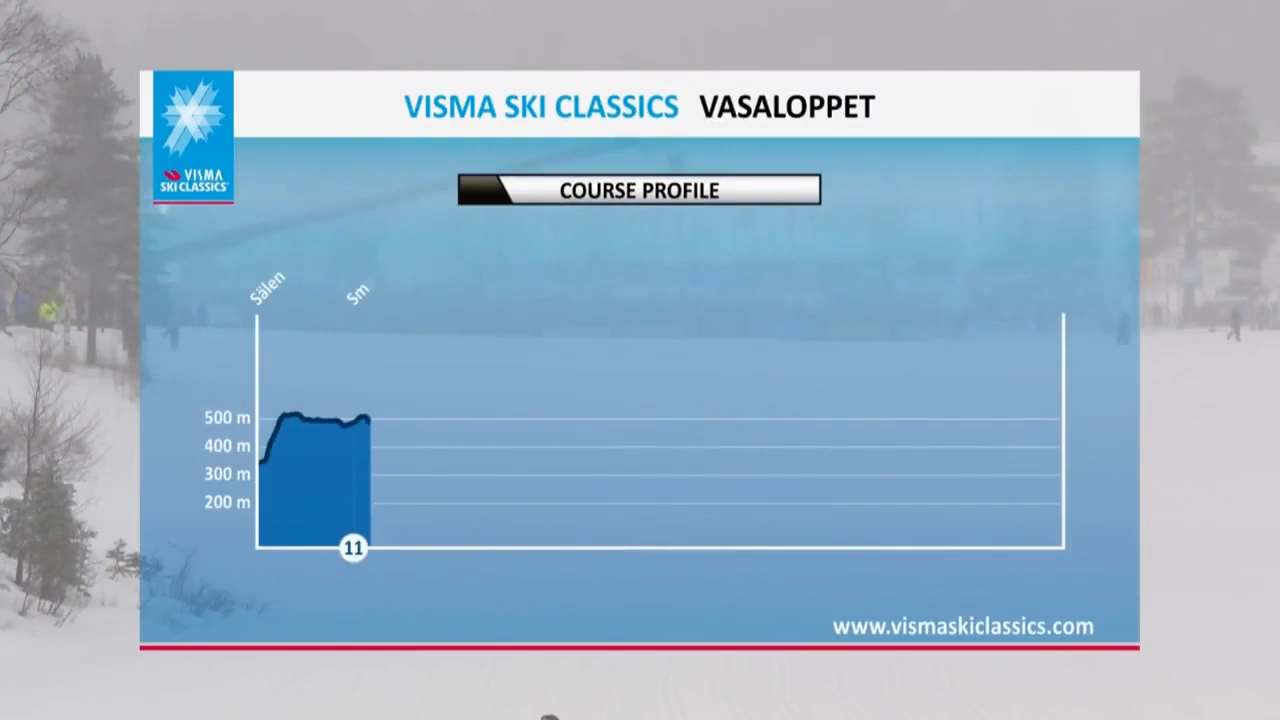 VISMA SKI CLASSICS VASALOPPET
VISMA
SKI CLASSICS
COURSE PROFILE
Sälen
Sm
500 m
400 m
300 m
200 m
11
www.vismaskiclassics.com